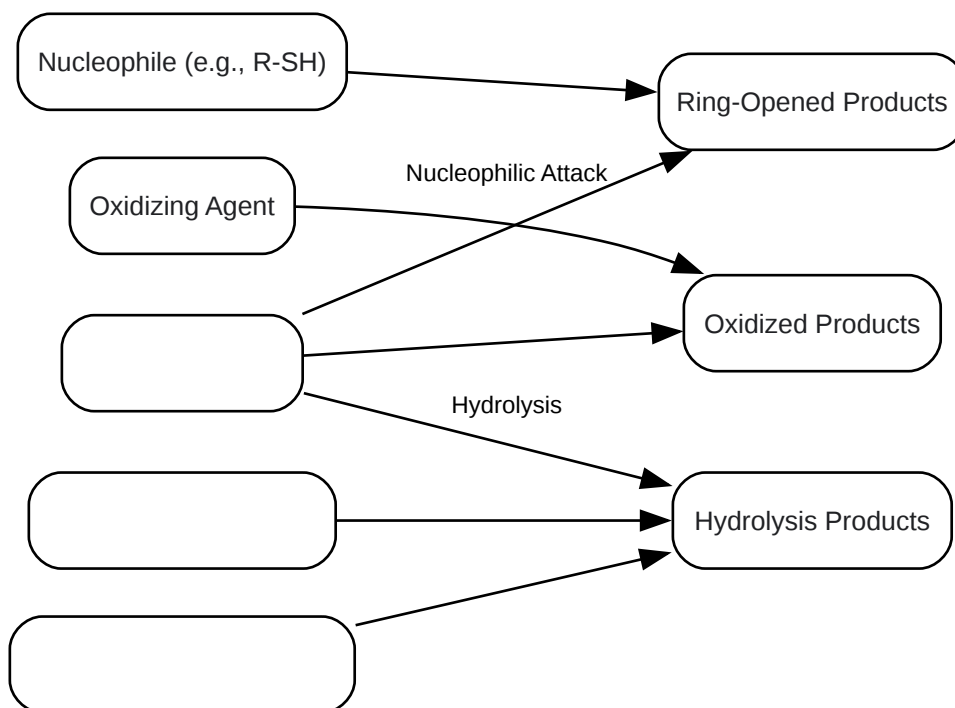 Nucleophile (e.g., R-SH)
Ring-Opened Products
Nucleophilic Attack
Oxidizing Agent
Oxidized Products
Hydrolysis
Hydrolysis Products